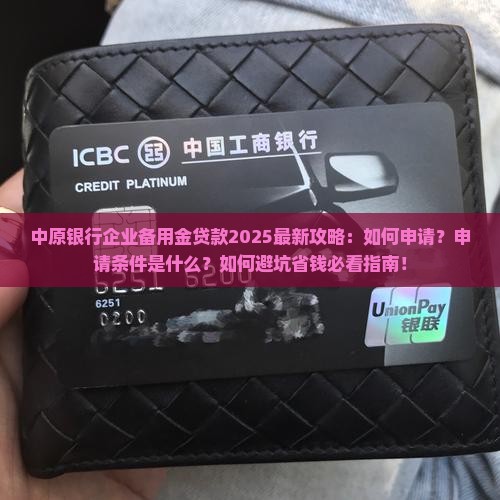 ICBC 中国工商银行
CREDIT PLATINUM
中原银行企业备用金贷款2025最新攻略：如何申请？申
请条件是什么？如何避坑省钱必看指南！
6251 6200
6251
0200
UnionPay
银联